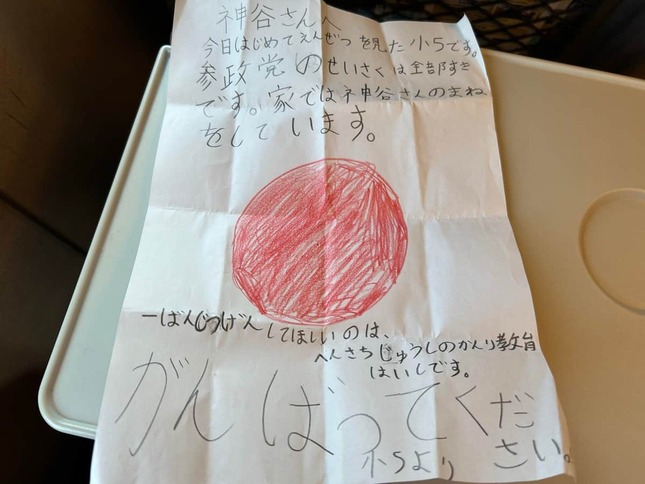 神谷さんへ
今日はじめてえんぜつを見た小5です。
参政党のせいさくは全部すき
です。家では神谷さんのまね
をしています。
一ばんじつげんしてほしいのは、
へんさちじゅうしのかんり教育
はいしです。
がんばってくだ
さい。
小5より